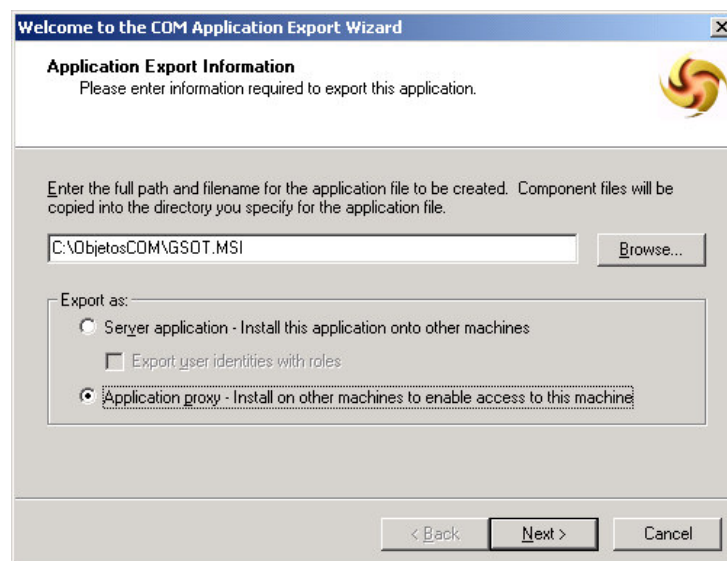 Welcome to the COM Application Export Wizard
Application Export Information
Please enter information required to export this application.
Enter the full path and filename for the application file to be created.  Component files will be
copied into the directory you specify for the application file.
C:\ObjetosCOM\GSOT.MSI
Browse...
Export as:
Server application - Install this application onto other machines
Export user identities with roles
Application proxy - Install on other machines to enable access to this machine
< Back
Next >
Cancel